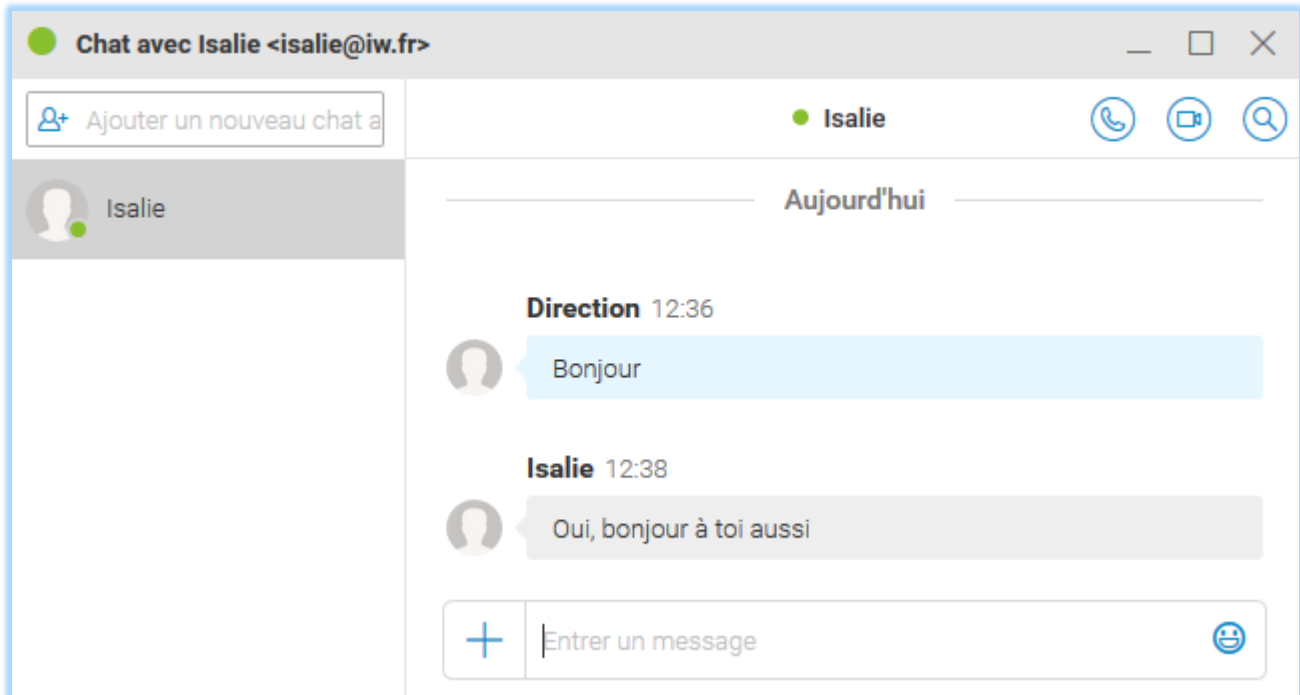 Chat avec Isalie <isalie@iw.fr>
Ajouter un nouveau chat a
Isalie
Isalie
Aujourd'hui
Direction 12:36
Bonjour
Isalie 12:38
Oui, bonjour à toi aussi
Entrer un message